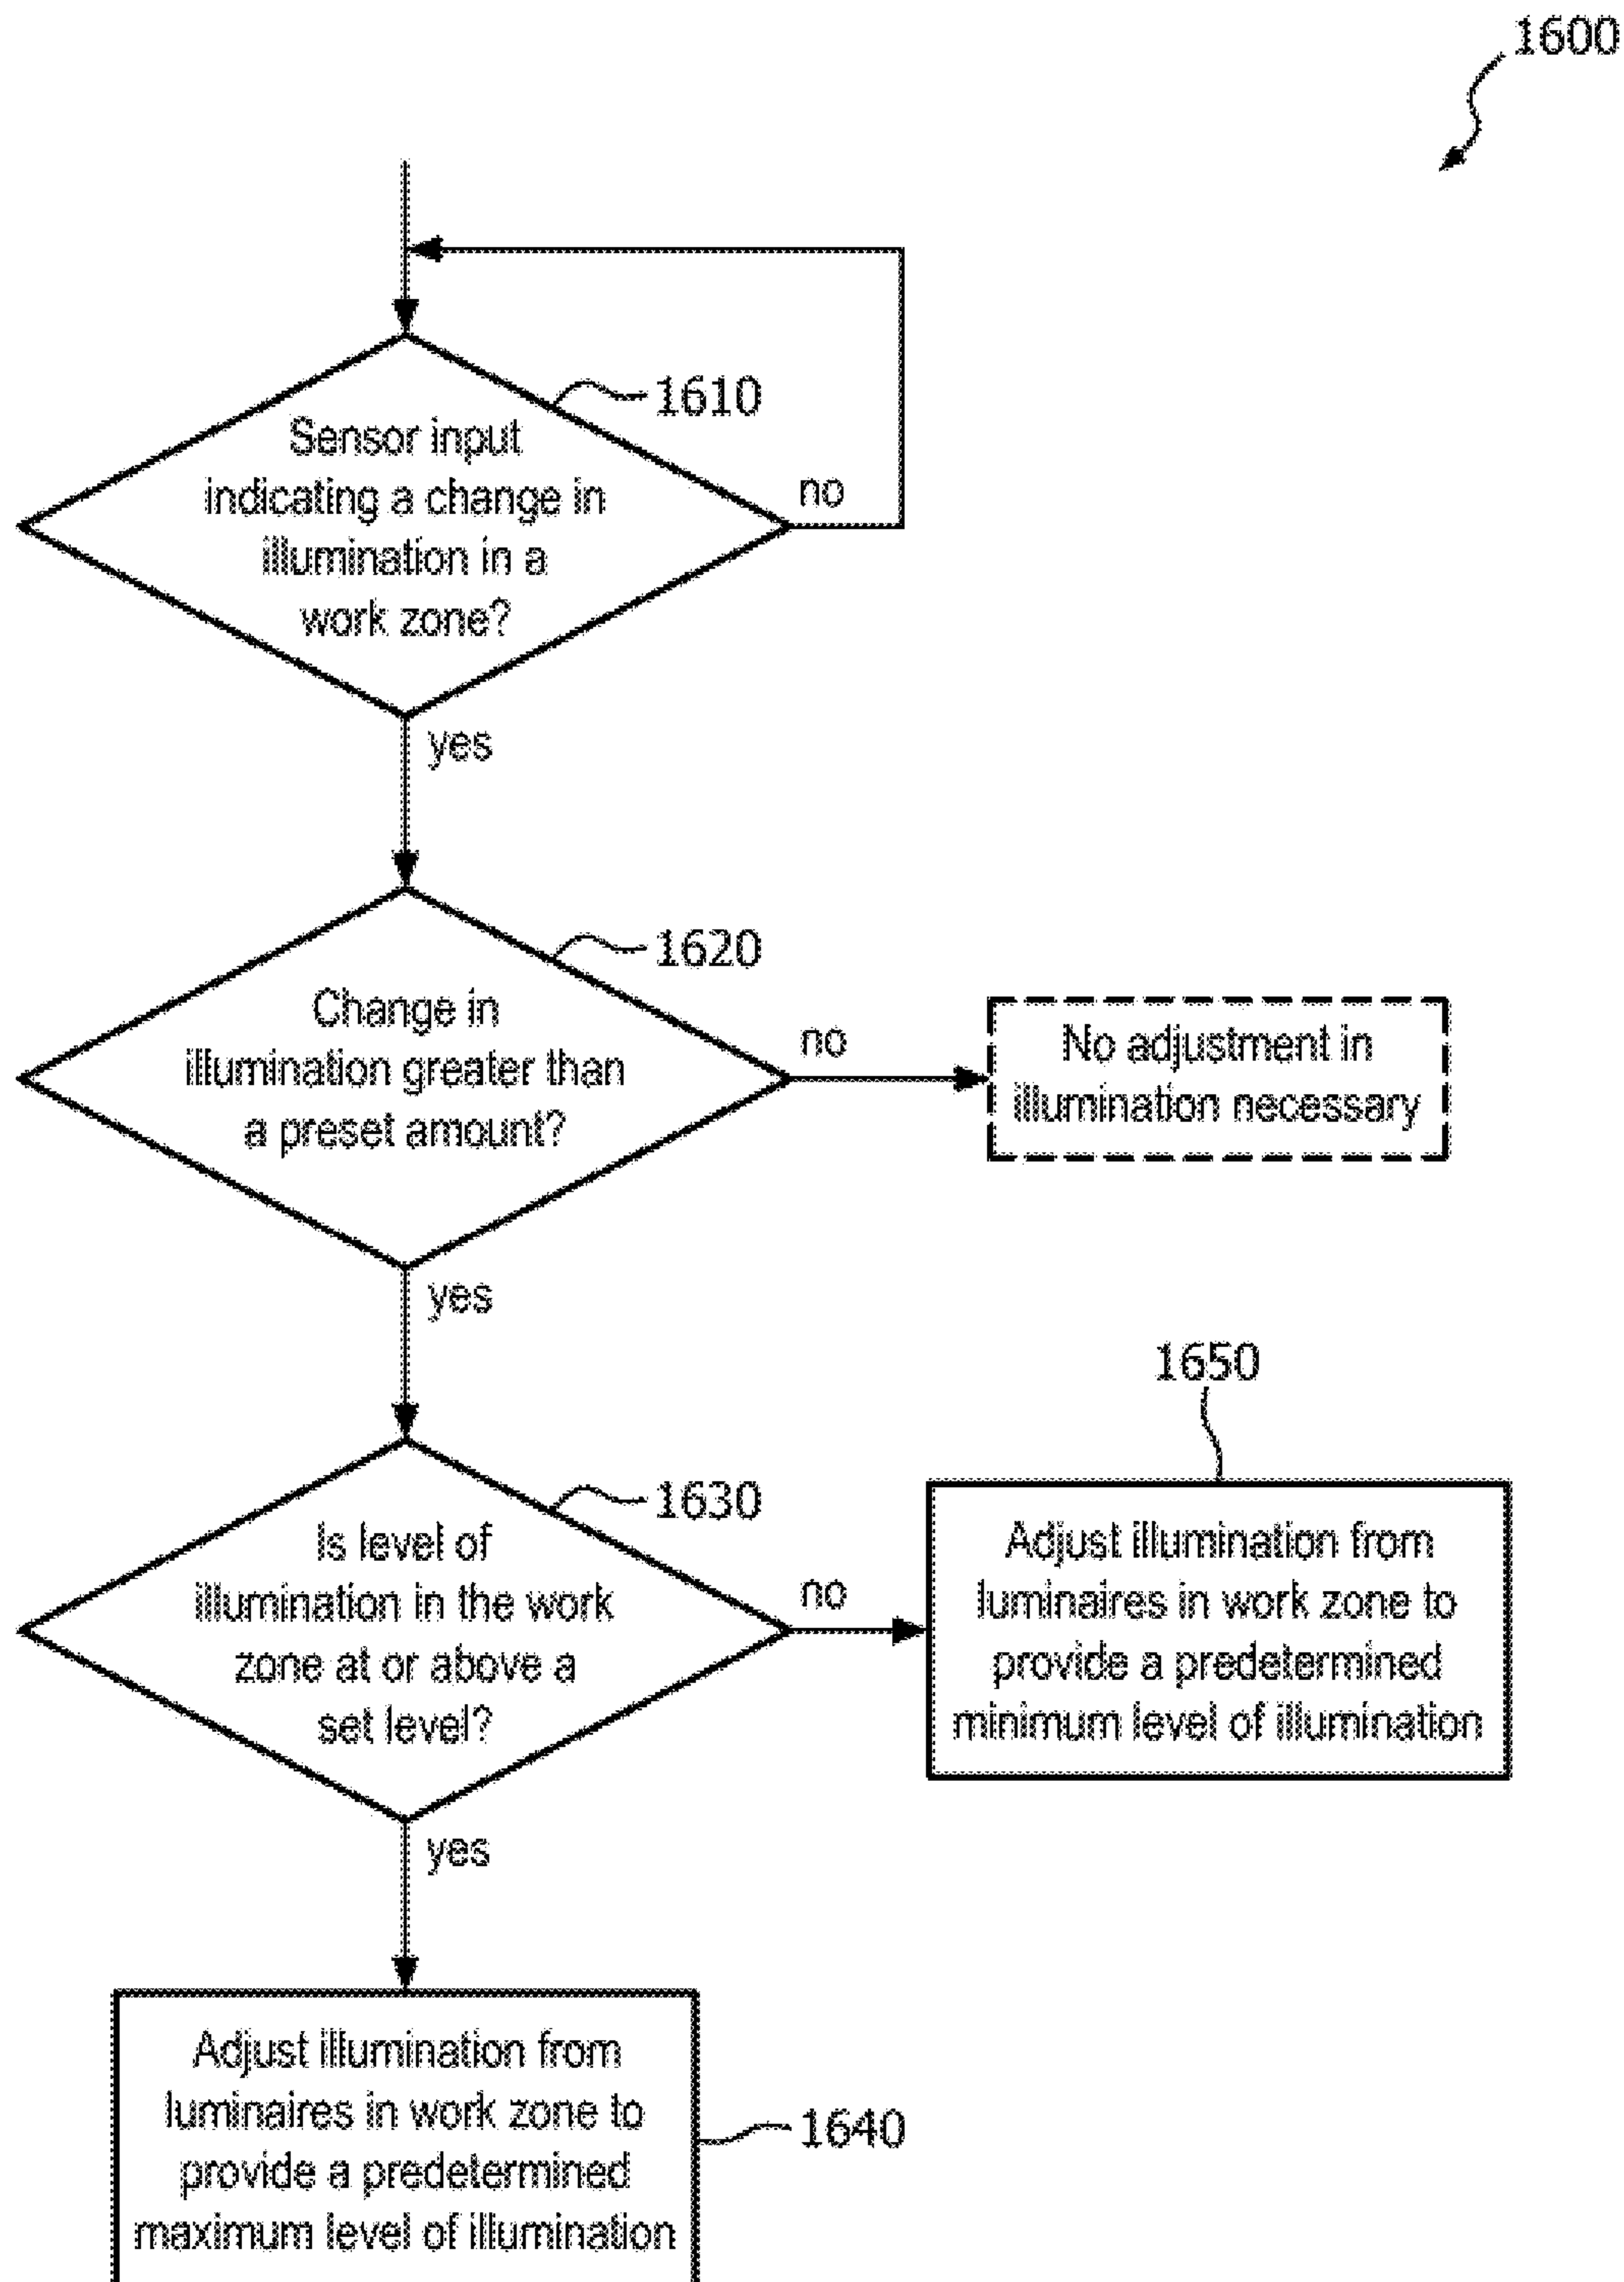 1600
1610
Sensor input
indicating a change in
illumination in a
work zone?
no
yes
1620
Change in
illumination greater than
a preset amount?
no
No adjustment in
illumination necessary
yes
1650
1630
Is level of
illumination in the work
zone at or above a
set level?
no
Adjust illumination from
luminaires in work zone to
provide a predetermined
minimum level of illumination
yes
Adjust illumination from
luminaires in work zone to
provide a predetermined
maximum level of illumination
1640